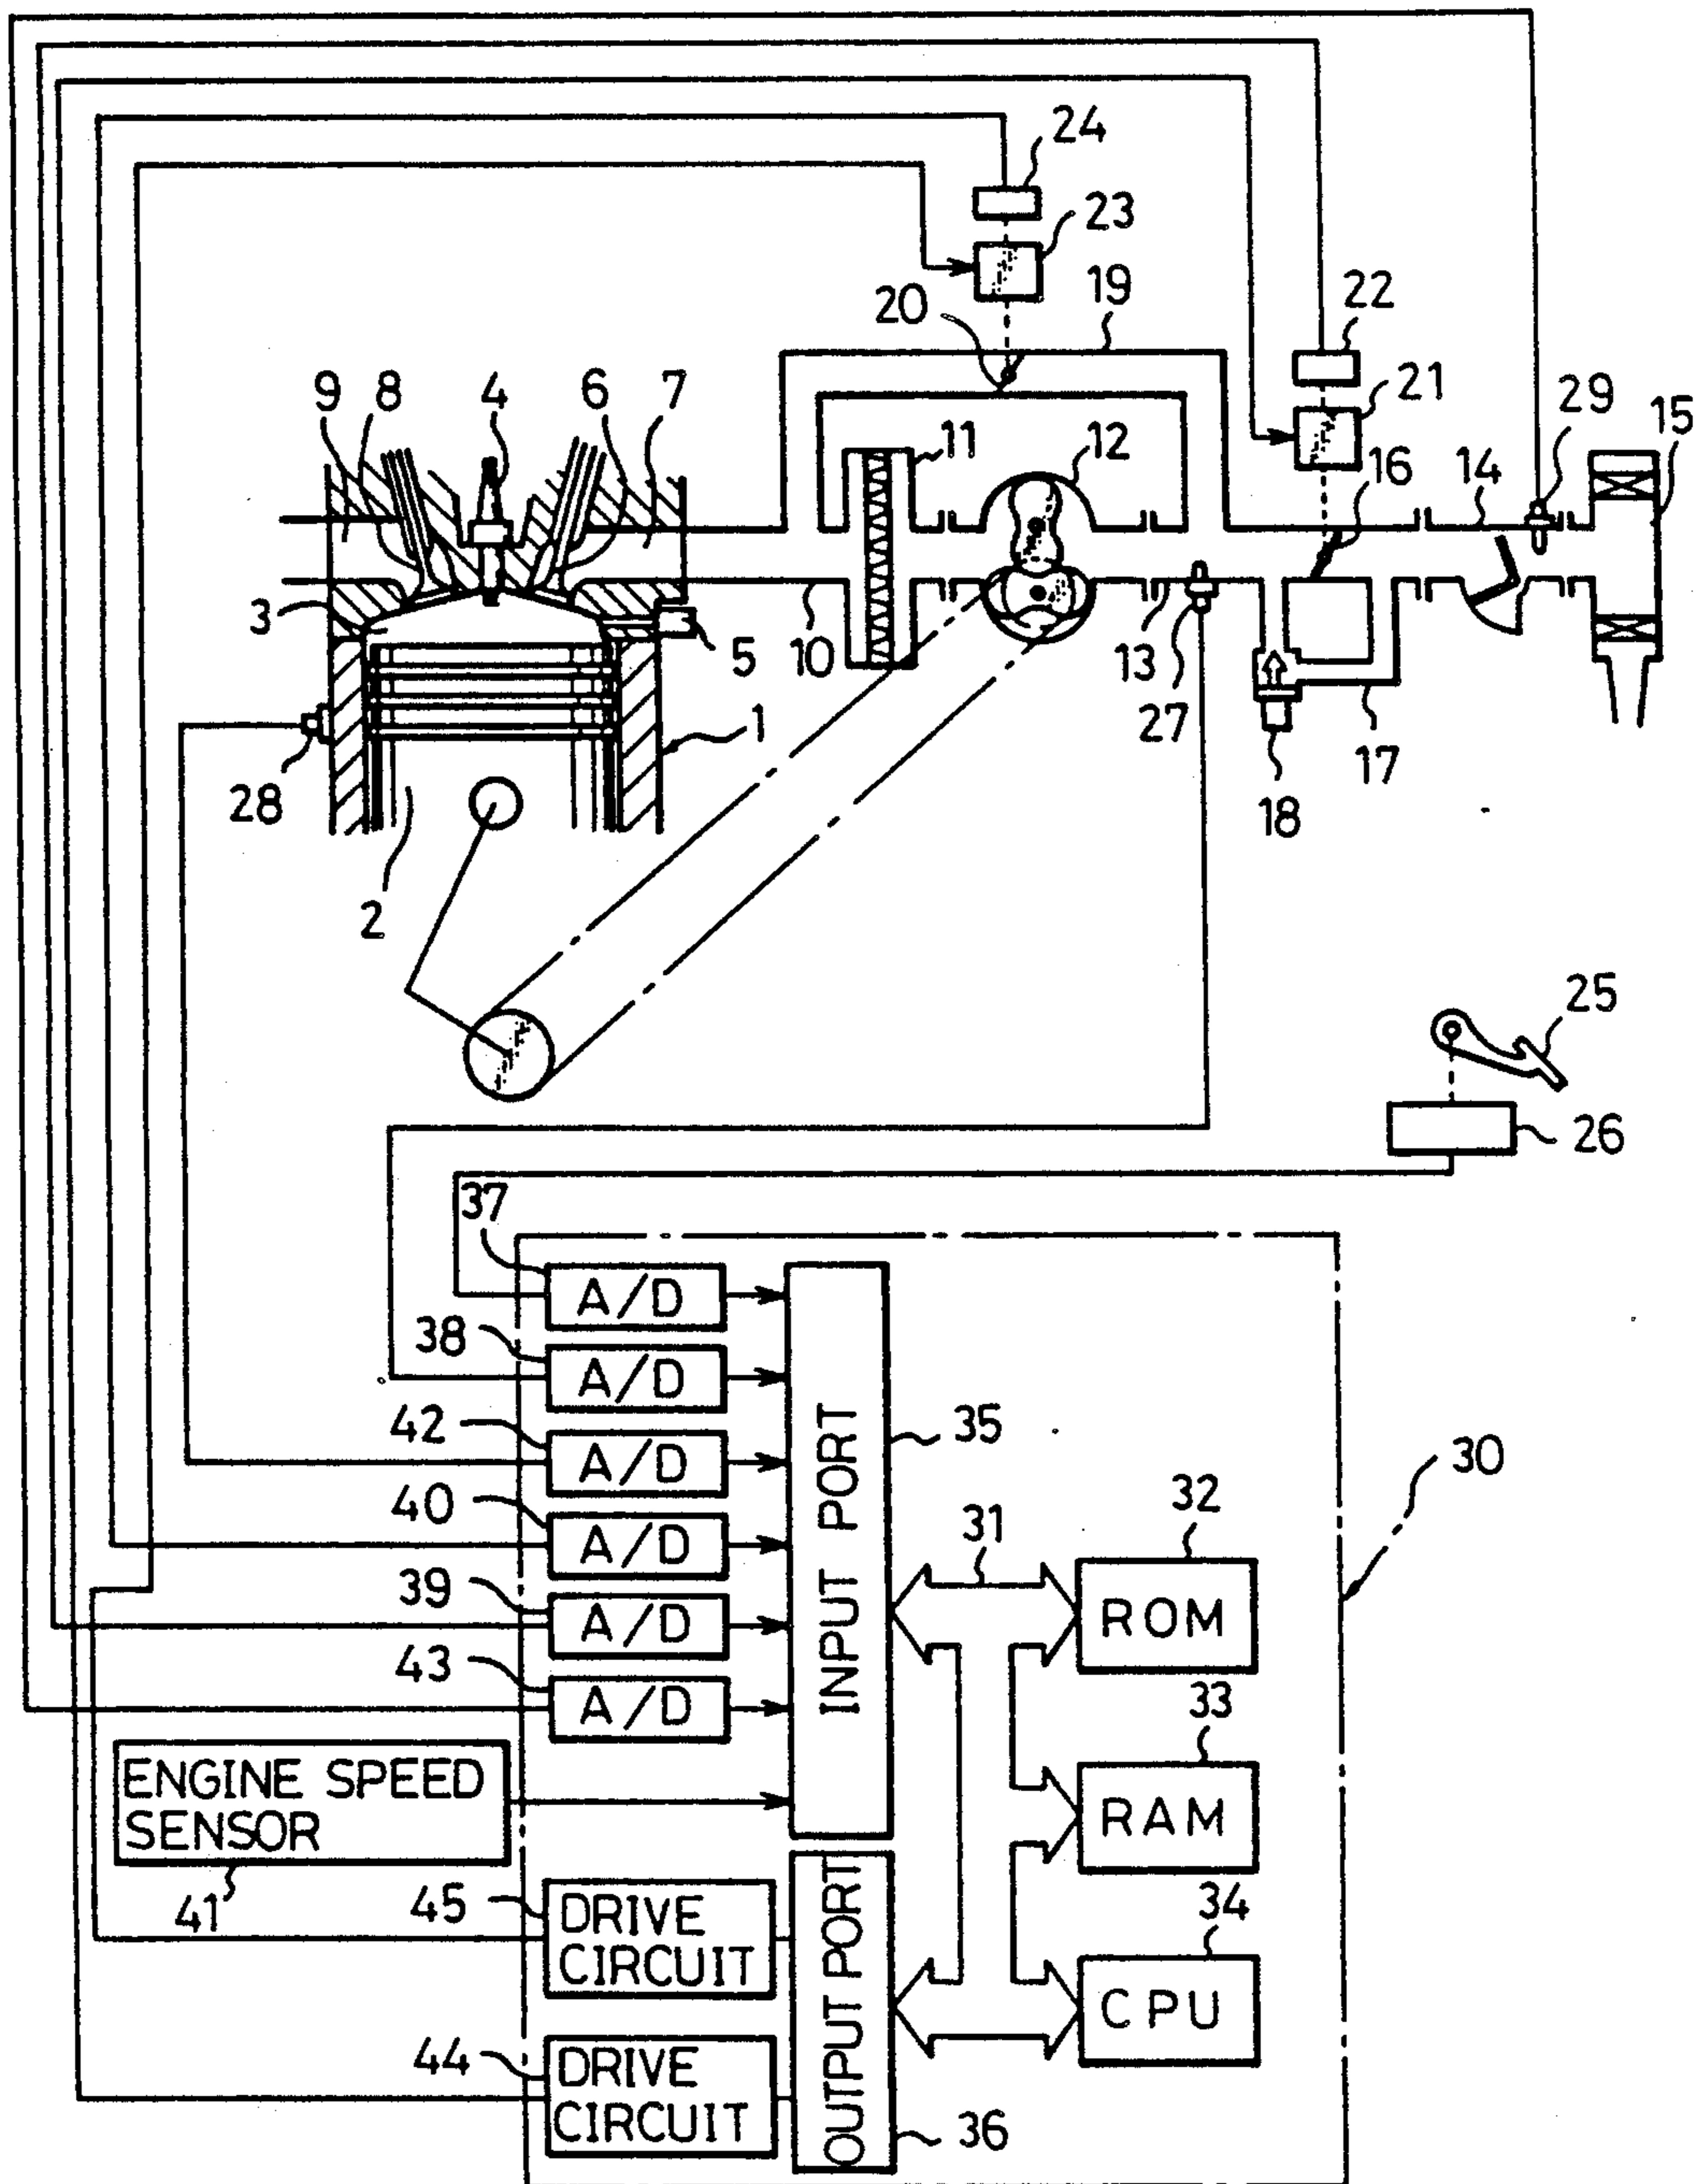 24
23
20
19
22
9
8
4
6
7
21
29
15
11
12
16
14
3
5
10
13
27
1
17
28
18
2
25
26
37
A/D
38
A/D
42
A/D
35
30
40
A/D
32
31
39
A/D
ROM
43
A/D
INPUT PORT
33
ENGINE SPEED
SENSOR
RAM
41
45
DRIVE
CIRCUIT
34
CPU
44
DRIVE
CIRCUIT
OUTPUT PORT
36